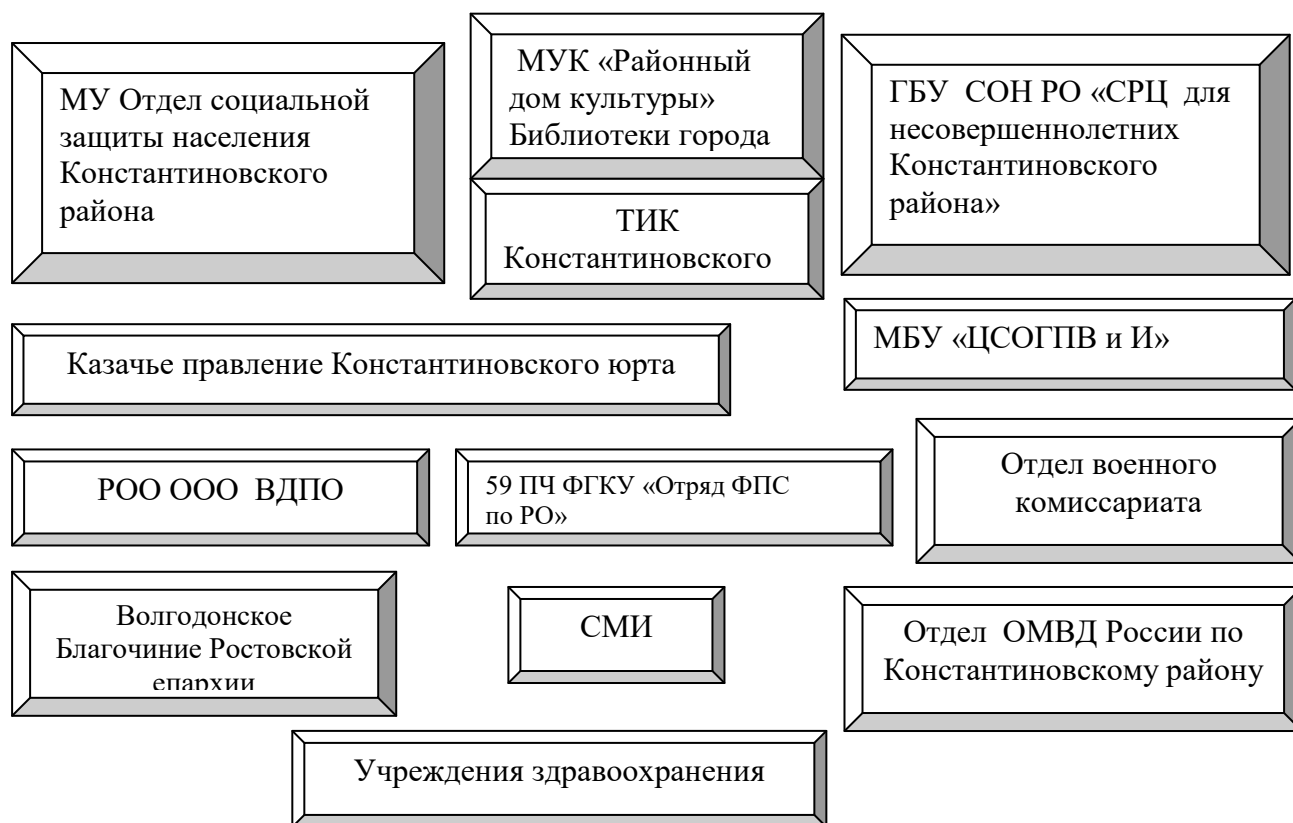 МУ Отдел социальной
защиты населения
Константиновского
района
МУК «Районный
дом культуры»
Библиотеки города
ГБУ СОН РО «СРЦ для
несовершеннолетних
Константиновского
района»
ТИК
Константиновского
Казачье правление Константиновского юрта
МБУ «ЦСОГПВ и И»
РОО ООО ВДПО
59 ПЧ ФГКУ «Отряд ФПС
по РО»
Отдел военного
комиссариата
Волгодонское
Благочиние Ростовской
епархии
СМИ
Отдел ОМВД России по
Константиновскому району
Учреждения здравоохранения